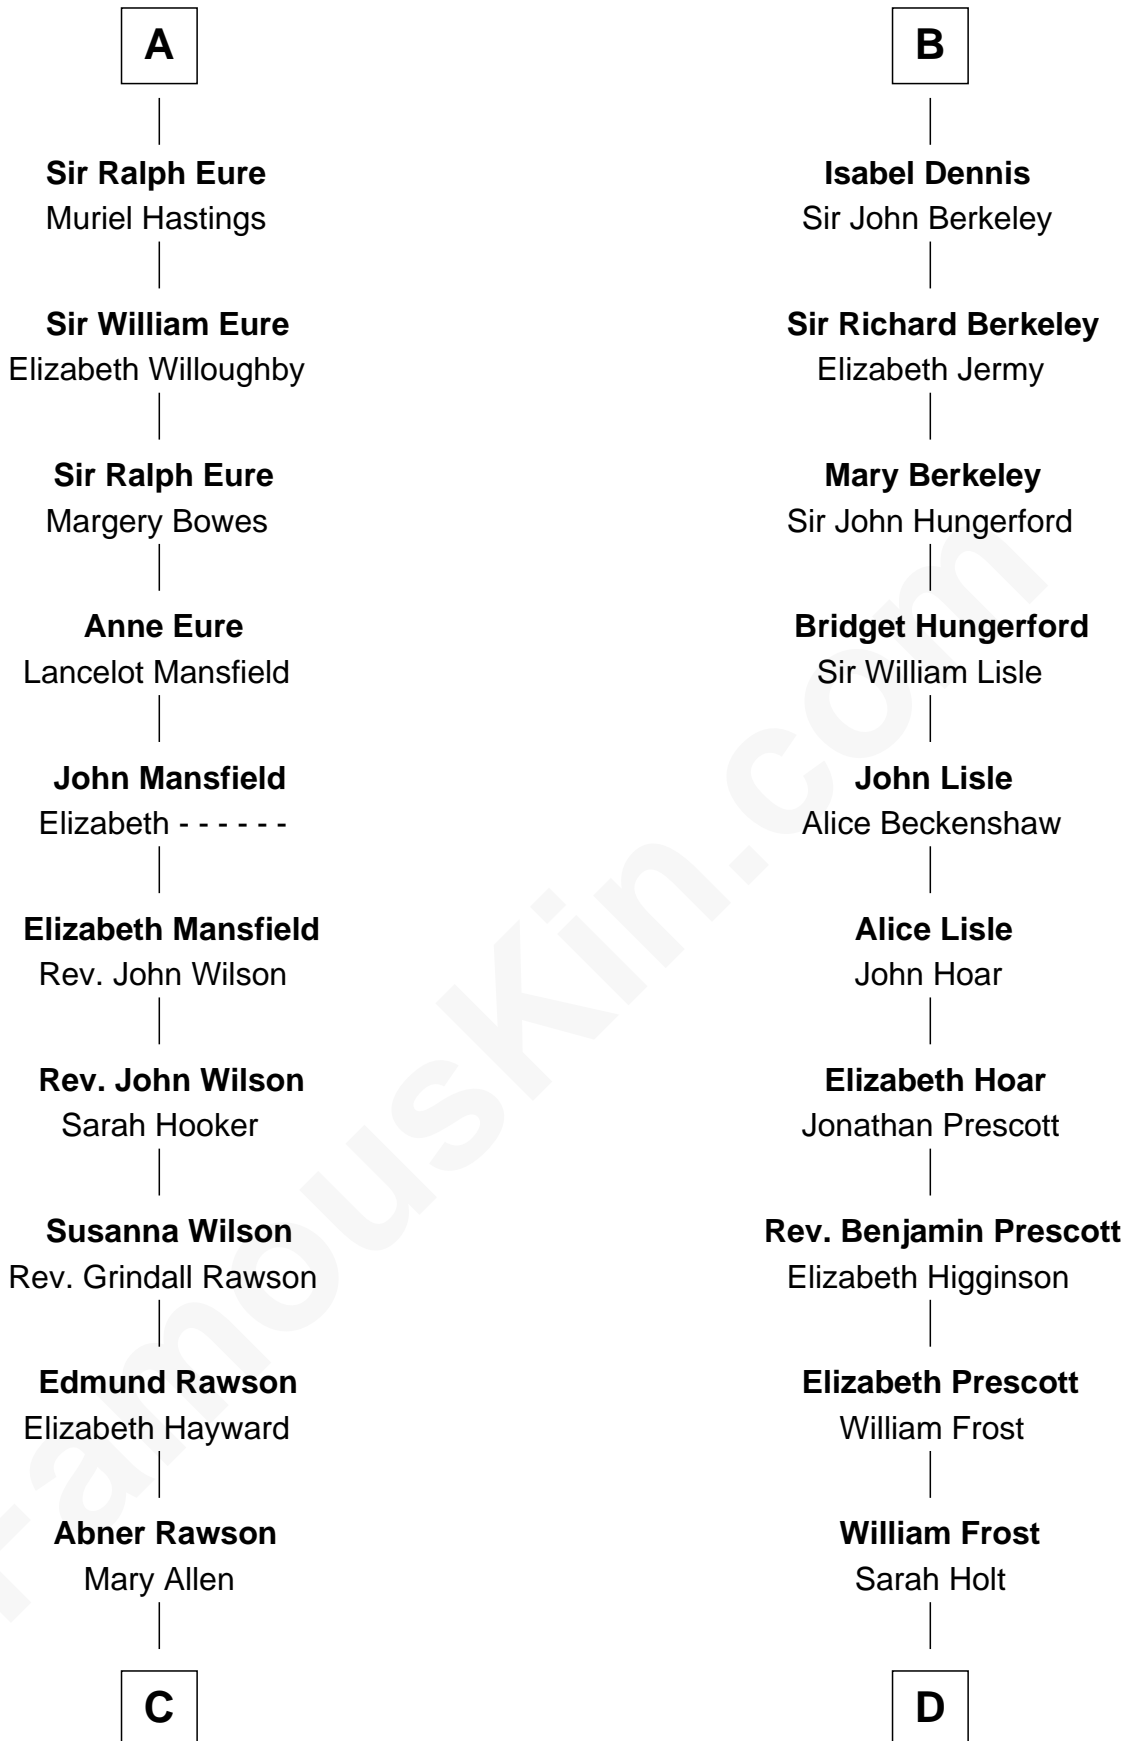 A
Sir Ralph Eure
Muriel Hastings
Sir William Eure
Elizabeth Willoughby
Sir Ralph Eure
Margery Bowes
Anne Eure
Lancelot Mansfield
John Mansfield
Elizabeth - - - - - -
Elizabeth Mansfield
Rev. John Wilson
Rev. John Wilson
Sarah Hooker
Susanna Wilson
Rev. Grindall Rawson
Edmund Rawson
Elizabeth Hayward
Abner Rawson
Mary Allen
C
B
Isabel Dennis
Sir John Berkeley
Sir Richard Berkeley
Elizabeth Jermy
Mary Berkeley
Sir John Hungerford
Bridget Hungerford
Sir William Lisle
John Lisle
Alice Beckenshaw
Alice Lisle
John Hoar
Elizabeth Hoar
Jonathan Prescott
Rev. Benjamin Prescott
Elizabeth Higginson
Elizabeth Prescott
William Frost
William Frost
Sarah Holt
D
FamousKin.com